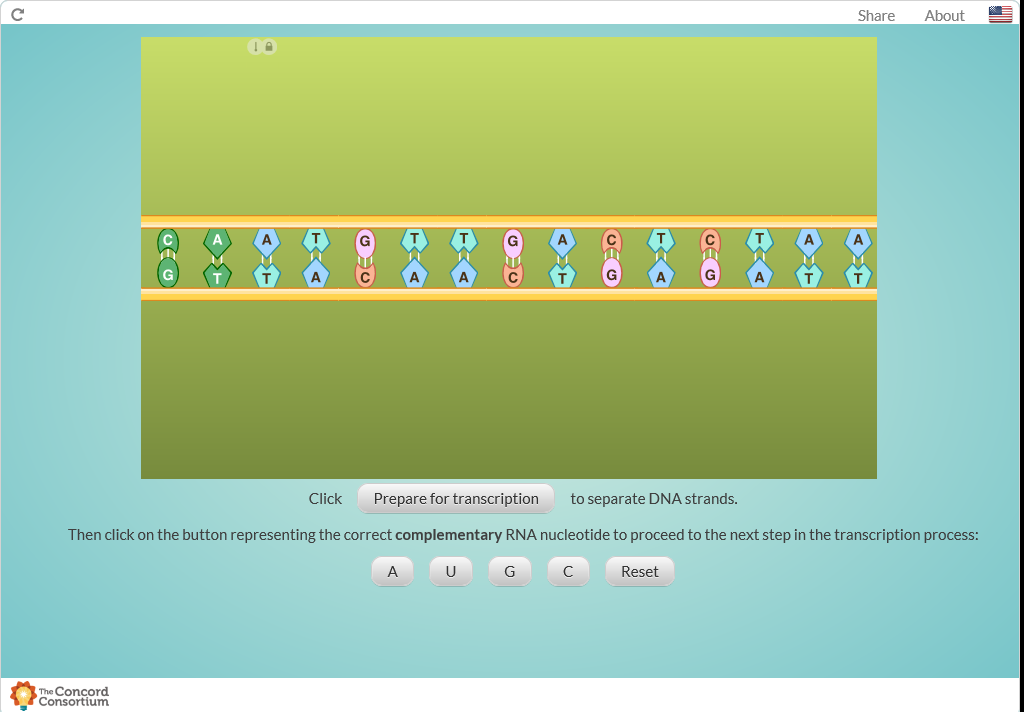 Share About
C A A T G T T G A C T C T A A
G T T A C A A C T G A G A T T
Click Prepare for transcription to separate DNA strands.
Then click on the button representing the correct complementary RNA nucleotide to proceed to the next step in the transcription process:
A U G C Reset
The Concord
Consortium